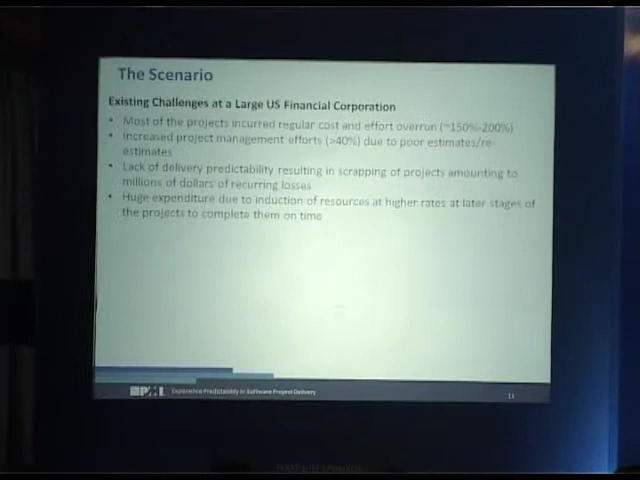 The Scenario
Existing Challenges at a Large US Financial Corporation
• Most of the projects incurred regular cost and effort overrun (~150%-200%)
• Increased project management efforts (>40%) due to poor estimates/re-
estimates
• Lack of delivery predictability resulting in scrapping of projects amounting to
millions of dollars of recurring losses
• Huge expenditure due to induction of resources at higher rates at later stages of
the projects to complete them on time
Experience Predictability in Software Project Delivery
11